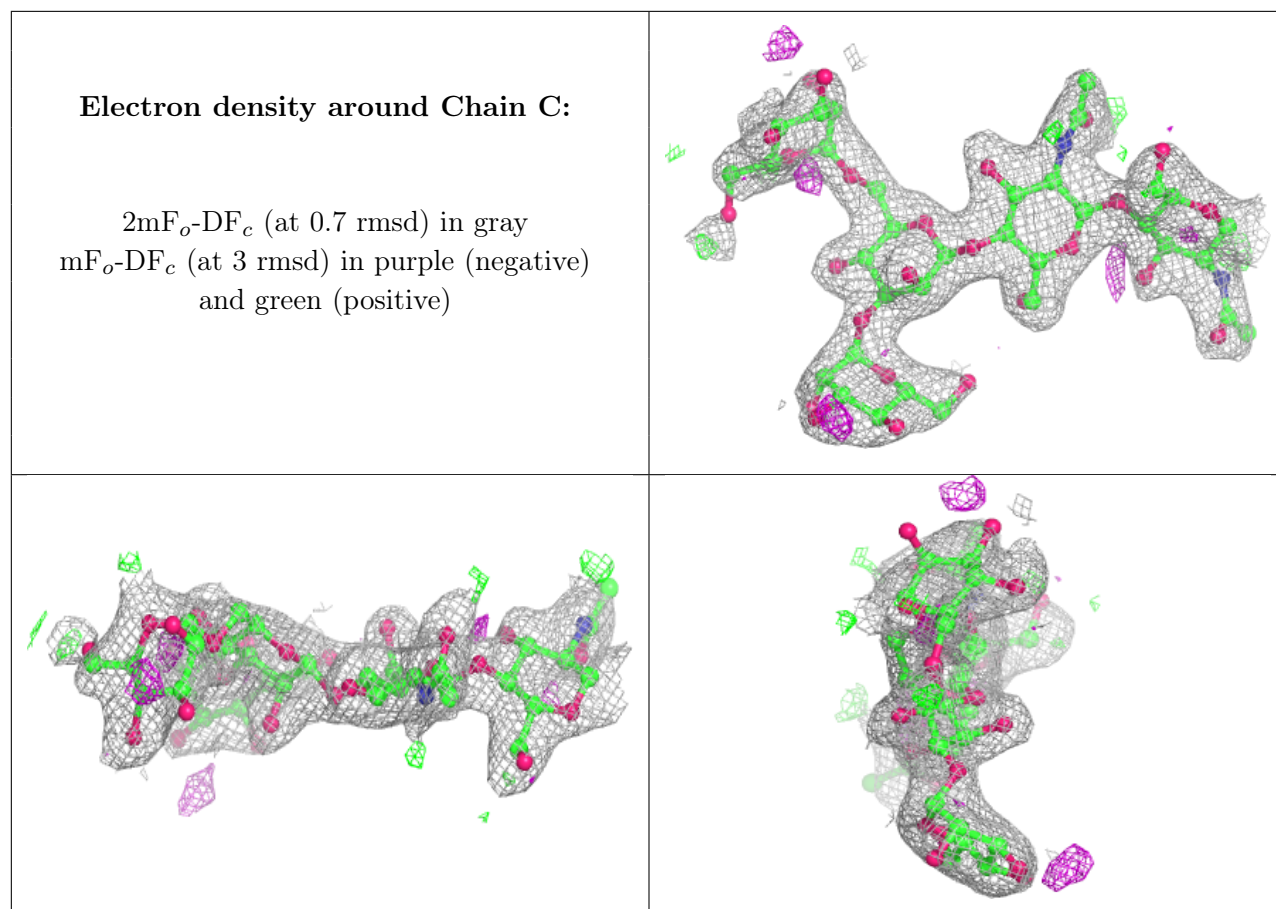 Electron density around Chain C:
2mFₒ-DF𝒸 (at 0.7 rmsd) in gray
mFₒ-DF𝒸 (at 3 rmsd) in purple (negative)
and green (positive)